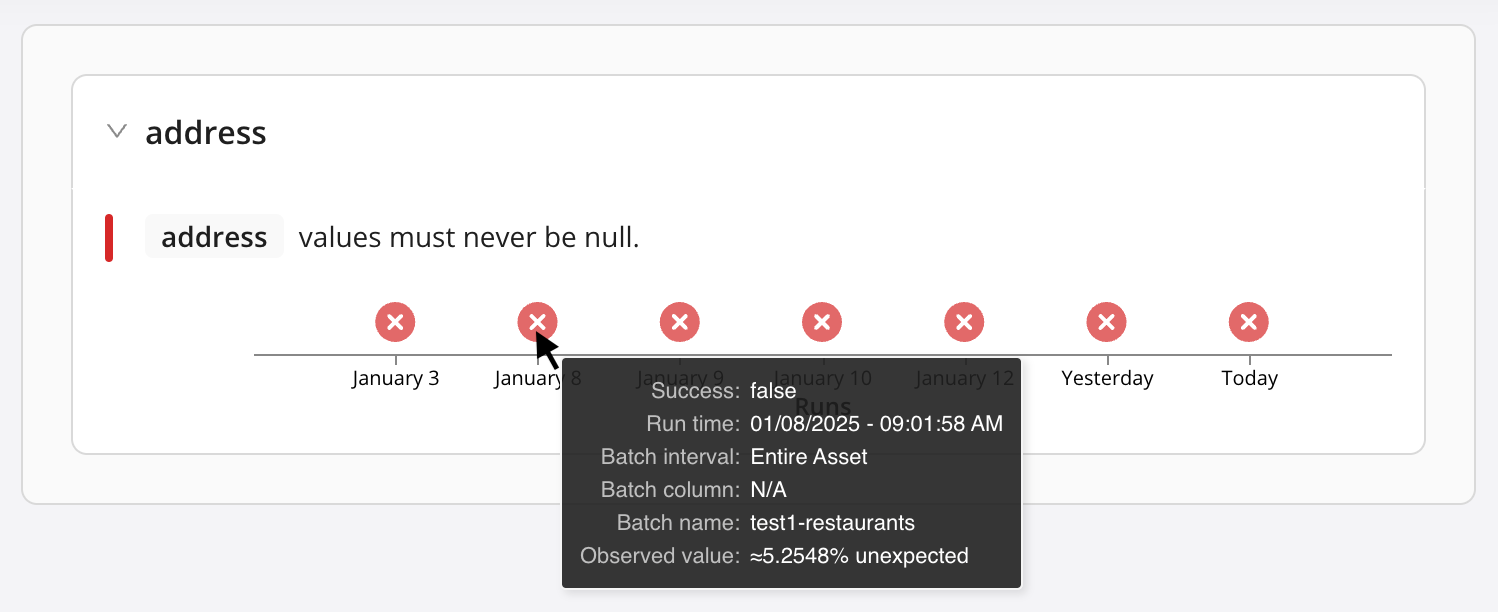 address
address values must never be null.
January 3 January 8 January 9 January 10 January 12 Yesterday Today
Runs
Success: false
Run time: 01/08/2025 - 09:01:58 AM
Batch interval: Entire Asset
Batch column: N/A
Batch name: test1-restaurants
Observed value: ≈5.2548% unexpected